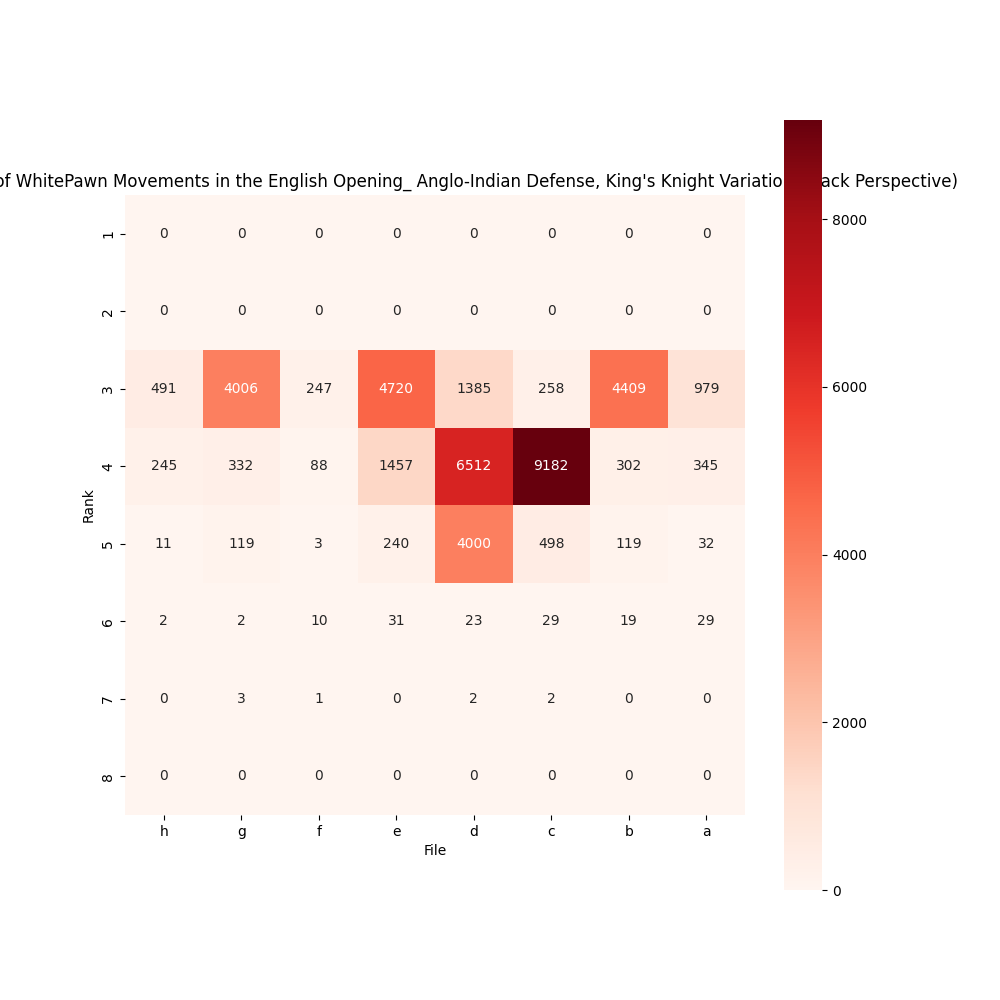 of WhitePawn Movements in the English Opening_ Anglo-Indian Defense, King's Knight Variatio ack Perspective)
8000
1 0 0 0 0 0 0 0 0
2 0 0 0 0 0 0 0 0
3 491 4006 247 4720 1385 258 4409 979
6000
4 245 332 88 1457 6512 9182 302 345
Rank
5 11 119 3 240 4000 498 119 32
4000
6 2 2 10 31 23 29 19 29
7 0 3 1 0 2 2 0 0
2000
8 0 0 0 0 0 0 0 0
h g f e d c b a
File
0